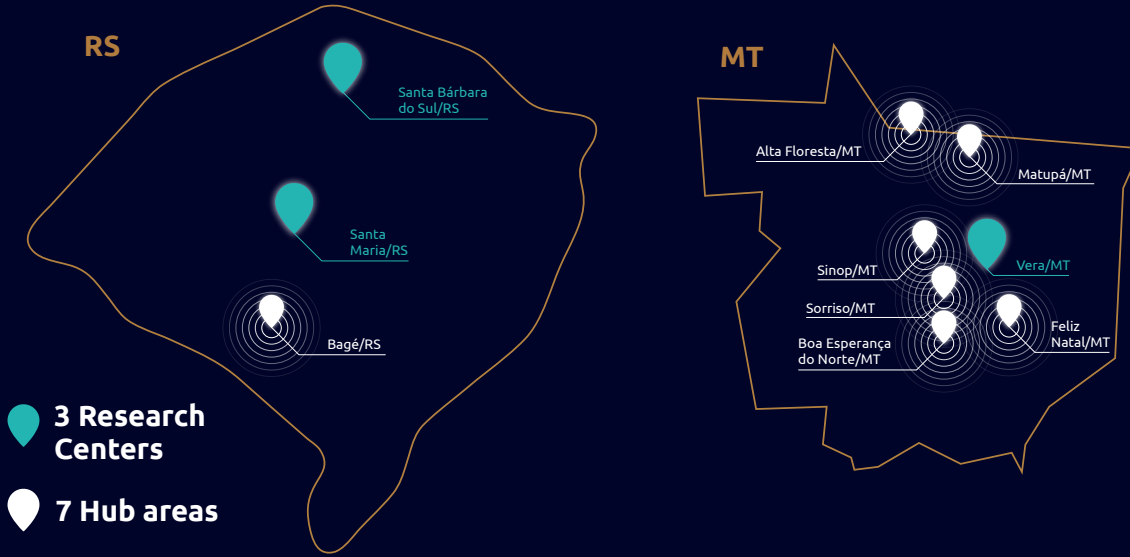 RS
Santa Bárbara
do Sul/RS
Santa
Maria/RS
Bagé/RS
3 Research
Centers
7 Hub areas
MT
Alta Floresta/MT
Matupá/MT
Sinop/MT
Vera/MT
Sorriso/MT
Boa Esperança
do Norte/MT
Feliz
Natal/MT